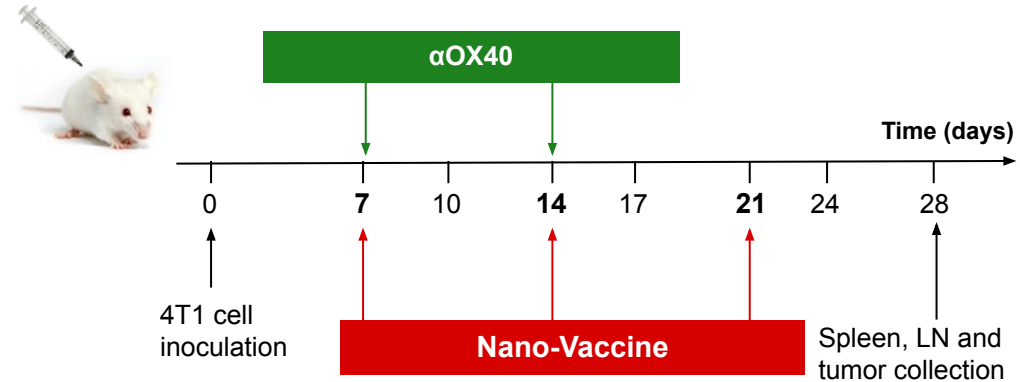 αOX40
Time (days)
0 7 10 14 17 21 24 28
4T1 cell
inoculation
Nano-Vaccine
Spleen, LN and
tumor collection